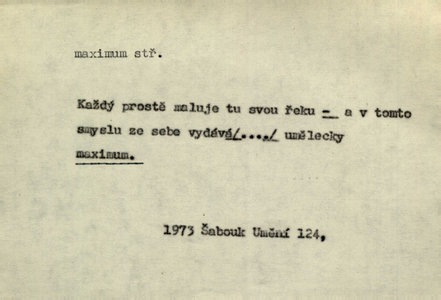 maximum stř.
Každý prostě maluje tu svou řeku - a v tomto
smyslu ze sebe vydává/..../ umělecky
maximum.
1973 Šabouk Umění 124,